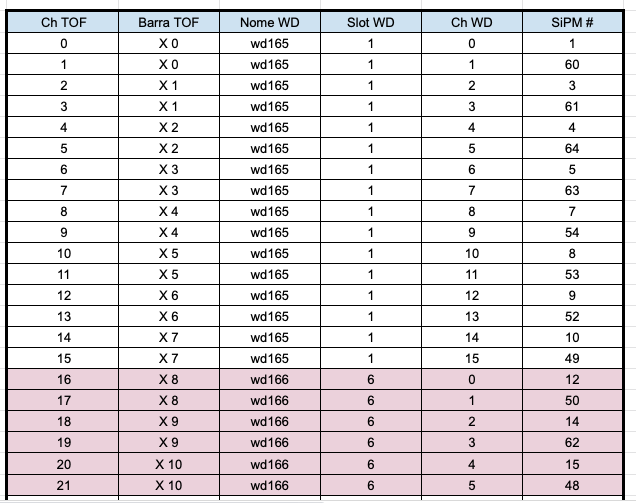 Ch TOF Barra TOF Nome WD Slot WD Ch WD SiPM #
0 X 0 wd165 1 0 1
1 X 0 wd165 1 1 60
2 X 1 wd165 1 2 3
3 X 1 wd165 1 3 61
4 X 2 wd165 1 4 4
5 X 2 wd165 1 5 64
6 X 3 wd165 1 6 5
7 X 3 wd165 1 7 63
8 X 4 wd165 1 8 7
9 X 4 wd165 1 9 54
10 X 5 wd165 1 10 8
11 X 5 wd165 1 11 53
12 X 6 wd165 1 12 9
13 X 6 wd165 1 13 52
14 X 7 wd165 1 14 10
15 X 7 wd165 1 15 49
16 X 8 wd166 6 0 12
17 X 8 wd166 6 1 50
18 X 9 wd166 6 2 14
19 X 9 wd166 6 3 62
20 X 10 wd166 6 4 15
21 X 10 wd166 6 5 48